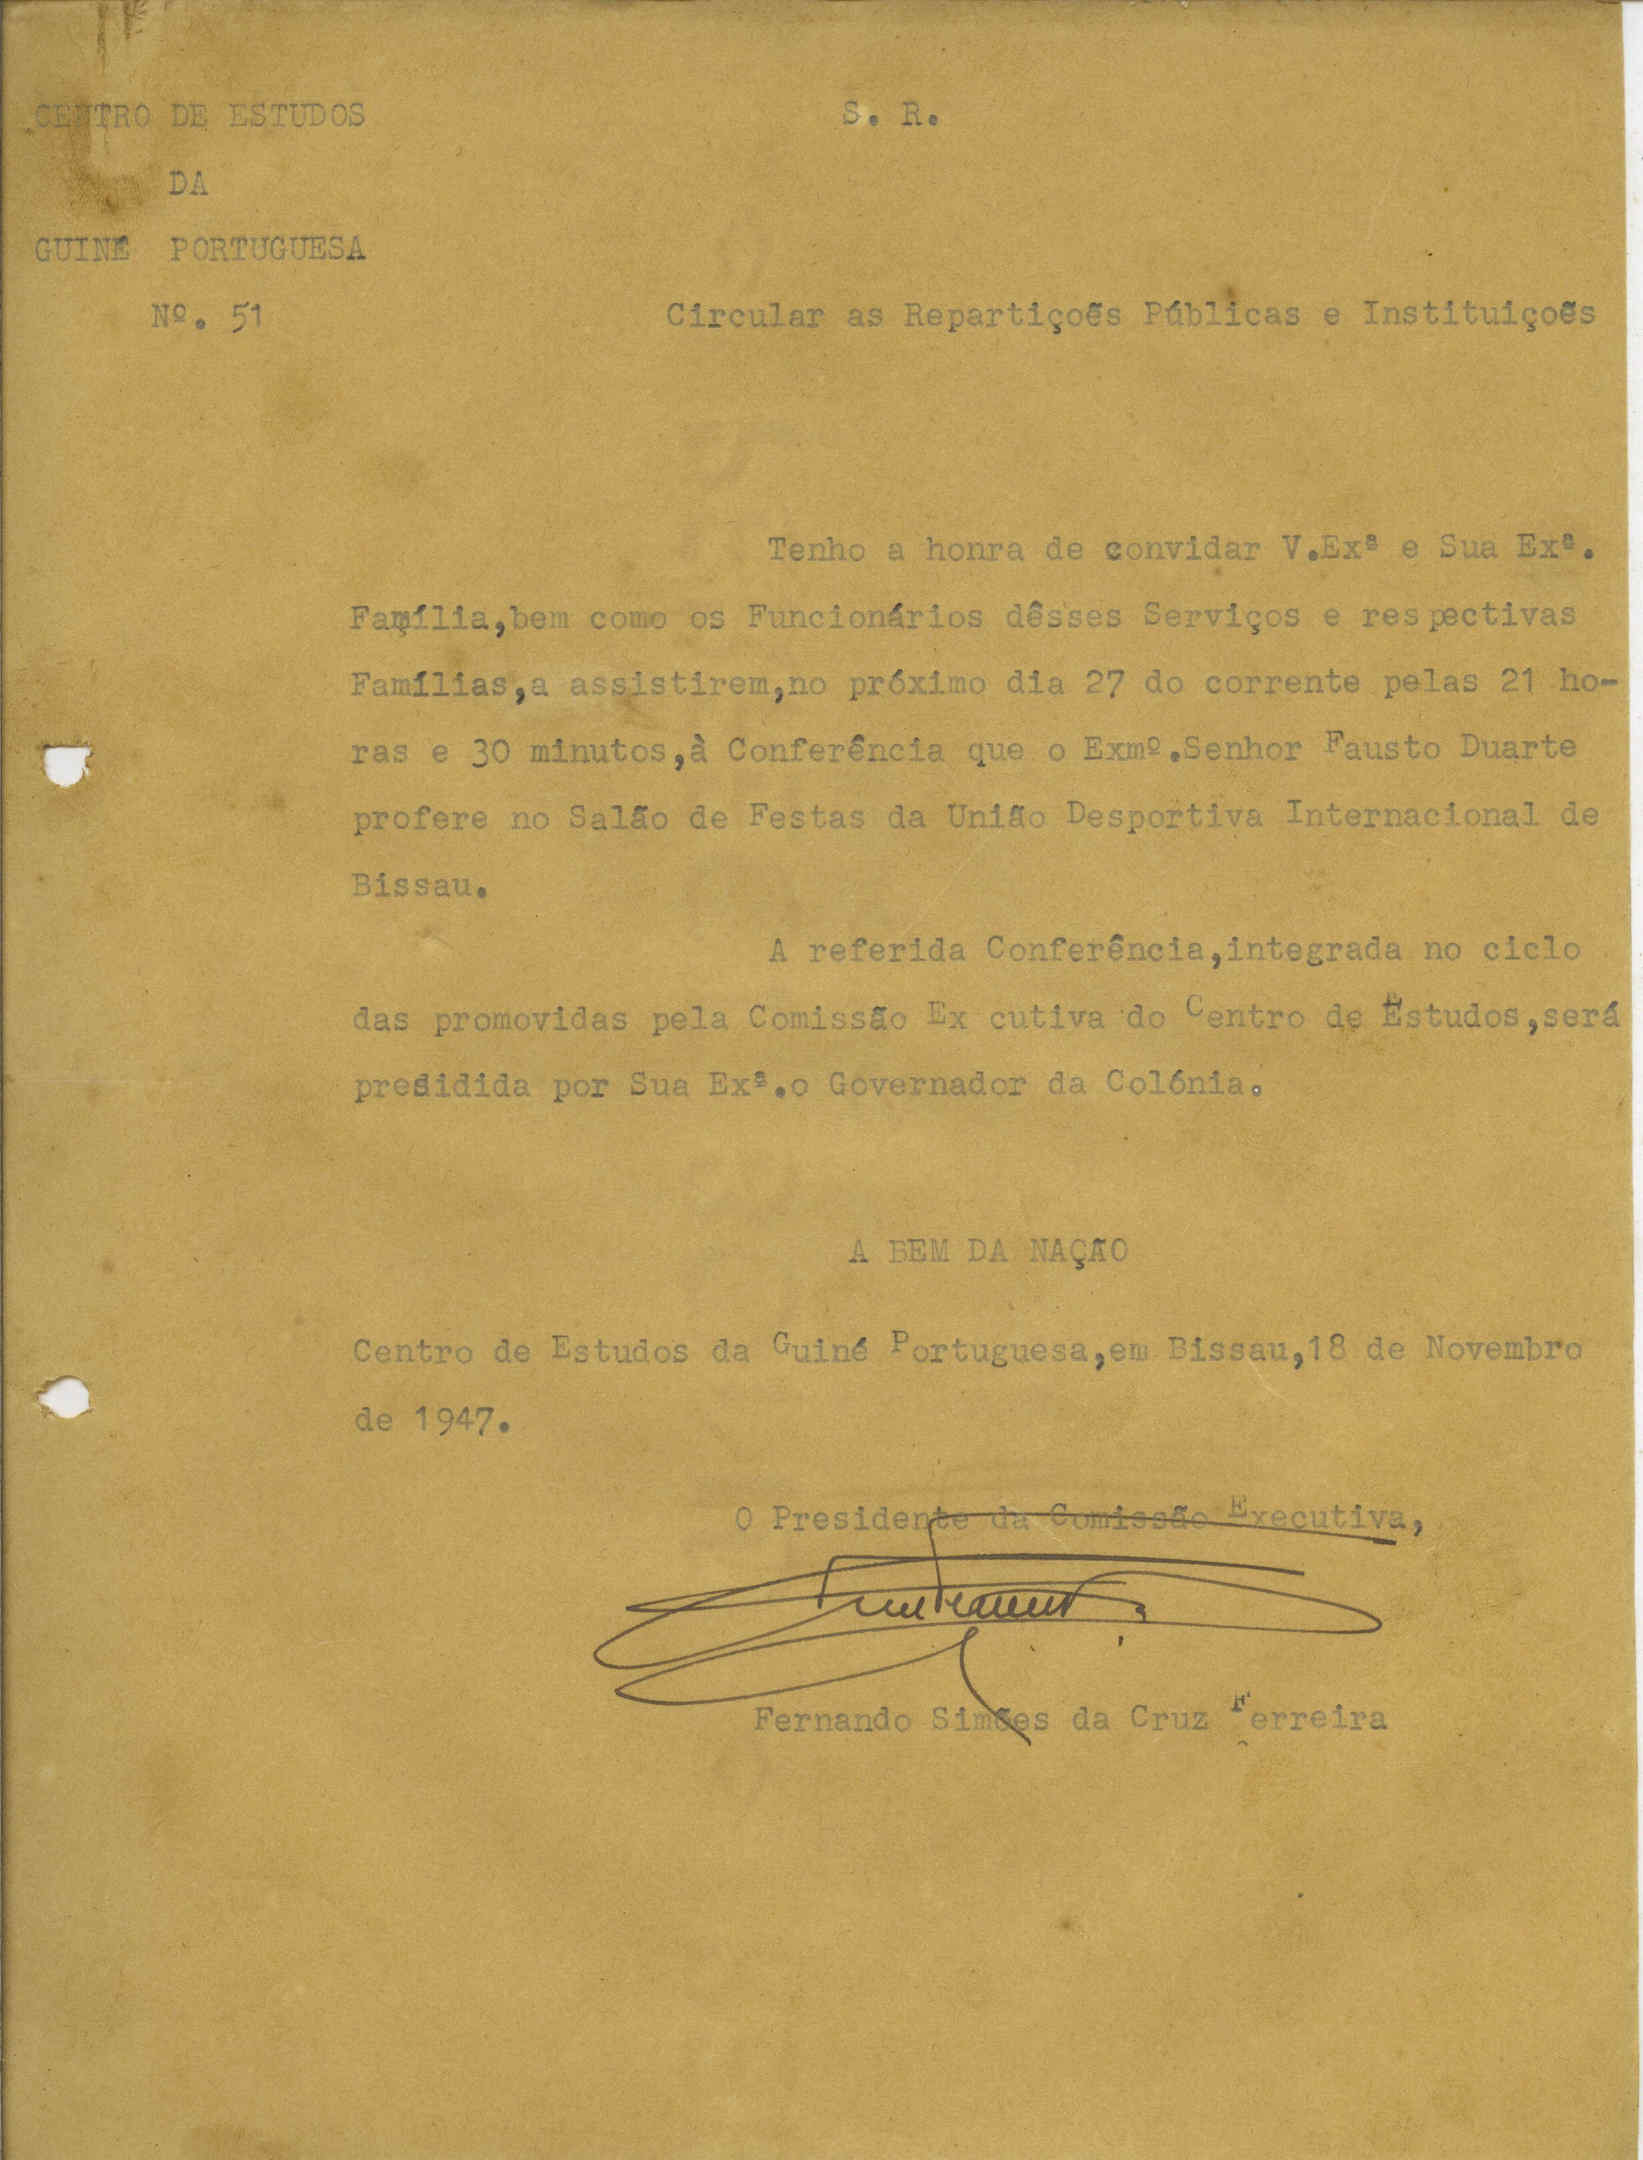 CENTRO DE ESTUDOS
S. R.
DA
GUINÉ PORTUGUESA
Nº. 51
Circular as Repartiçoẽs Públicas e Instituiçoẽs
Tenho a honra de convidar V.Exª e Sua Exª.
Família,bem como os Funcionários dêsses Serviços e respectivas
Famílias,a assistirem,no próximo dia 27 do corrente pelas 21 ho-
ras e 30 minutos,à Conferência que o Exmº.Senhor Fausto Duarte
profere no Salão de Festas da União Desportiva Internacional de
Bissau.
A referida Conferência,integrada no ciclo
das promovidas pela Comissão Ex cutiva do Centro de Estudos,será
presidida por Sua Exª.o Governador da Colónia.
A BEM DA NAÇÃO
Centro de Estudos da Guiné Portuguesa,em Bissau,18 de Novembro
de 1947.
O Presidente da Comissão Executiva,
Fernando Simões da Cruz Ferreira